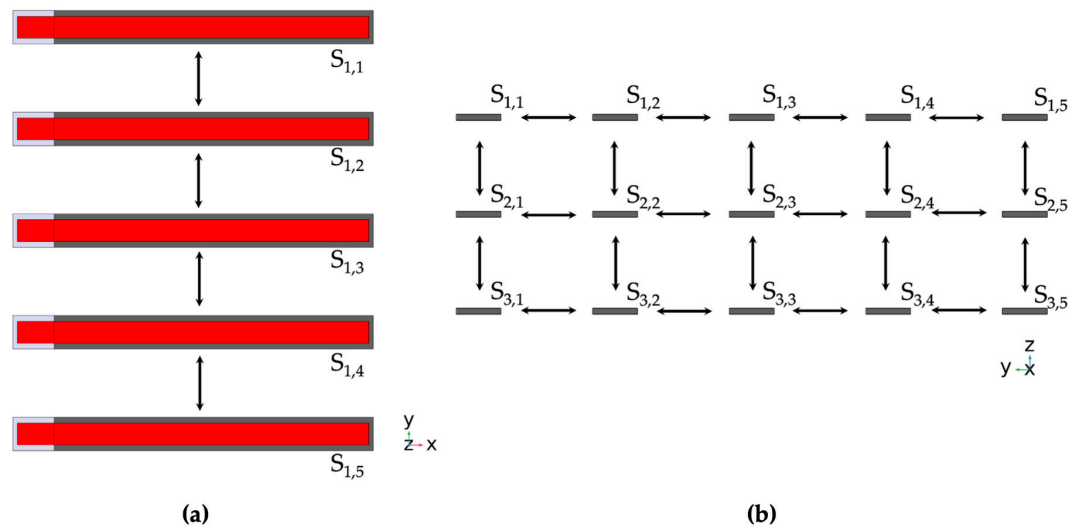 S1,1
S1,2
S1,3
S1,4
S1,5
y
z x
(a)
S1,1 S1,2 S1,3 S1,4 S1,5
S2,1 S2,2 S2,3 S2,4 S2,5
S3,1 S3,2 S3,3 S3,4 S3,5
z
y x
(b)